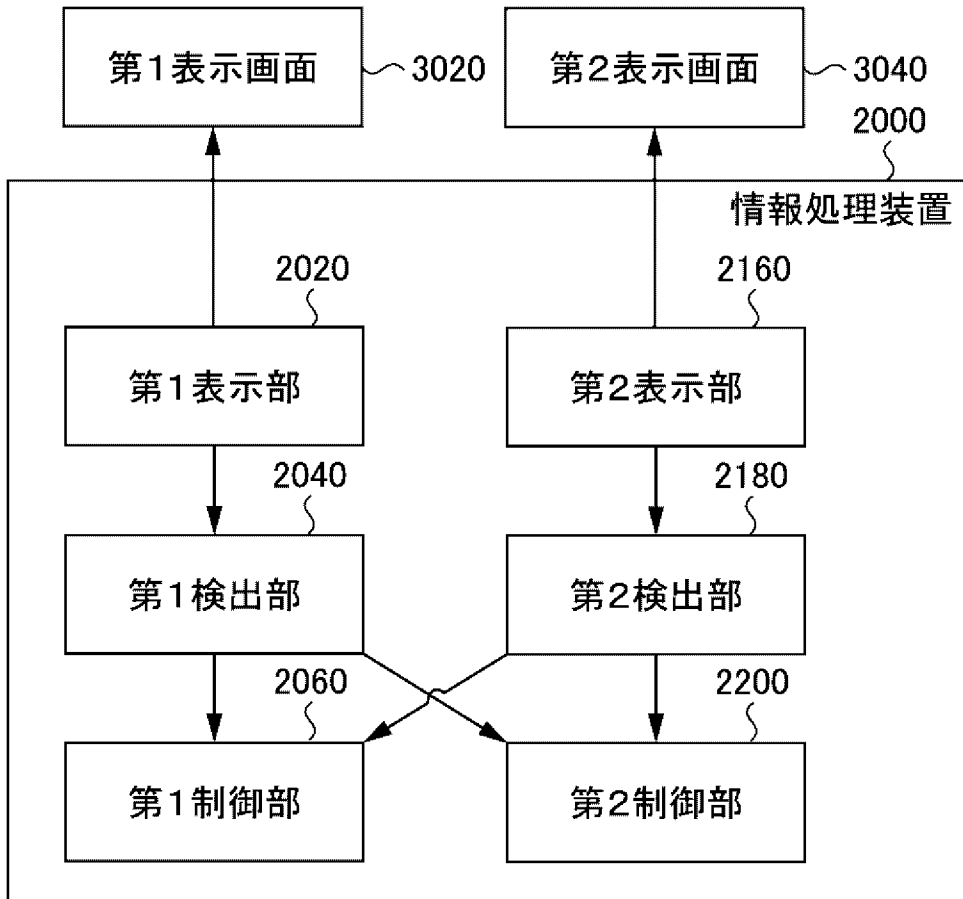 第1表示画面 3020
第2表示画面 3040
2000
情報処理装置
2020
2160
第1表示部
第2表示部
2040
2180
第1検出部
第2検出部
2060
2200
第1制御部
第2制御部